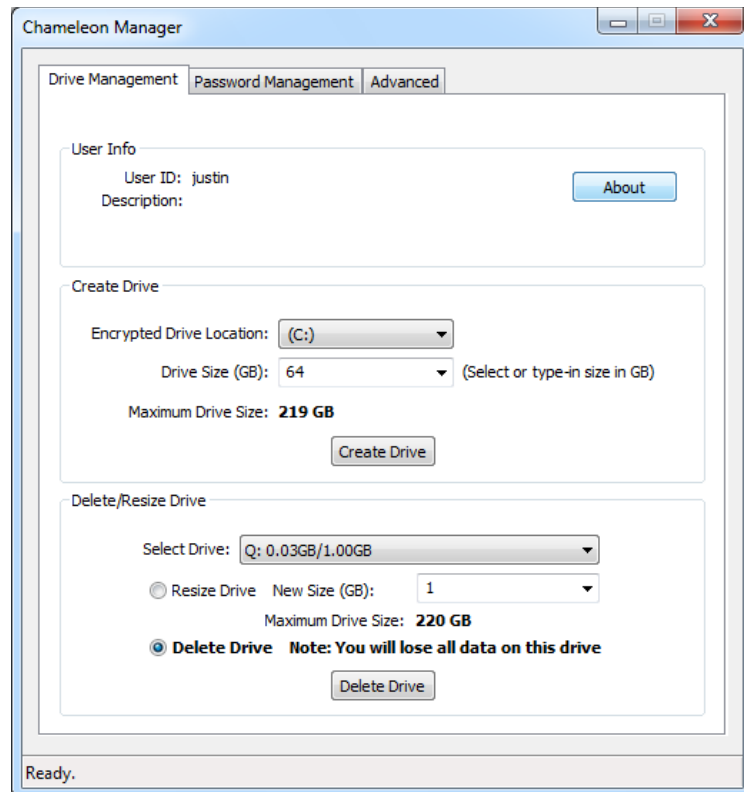 Chameleon Manager
Drive Management Password Management Advanced
User Info
User ID: justin
About
Description:
Create Drive
Encrypted Drive Location: (C:)
Drive Size (GB): 64 (Select or type-in size in GB)
Maximum Drive Size: 219 GB
Create Drive
Delete/Resize Drive
Select Drive: Q: 0.03GB/1.00GB
Resize Drive New Size (GB): 1
Maximum Drive Size: 220 GB
Delete Drive Note: You will lose all data on this drive
Delete Drive
Ready.